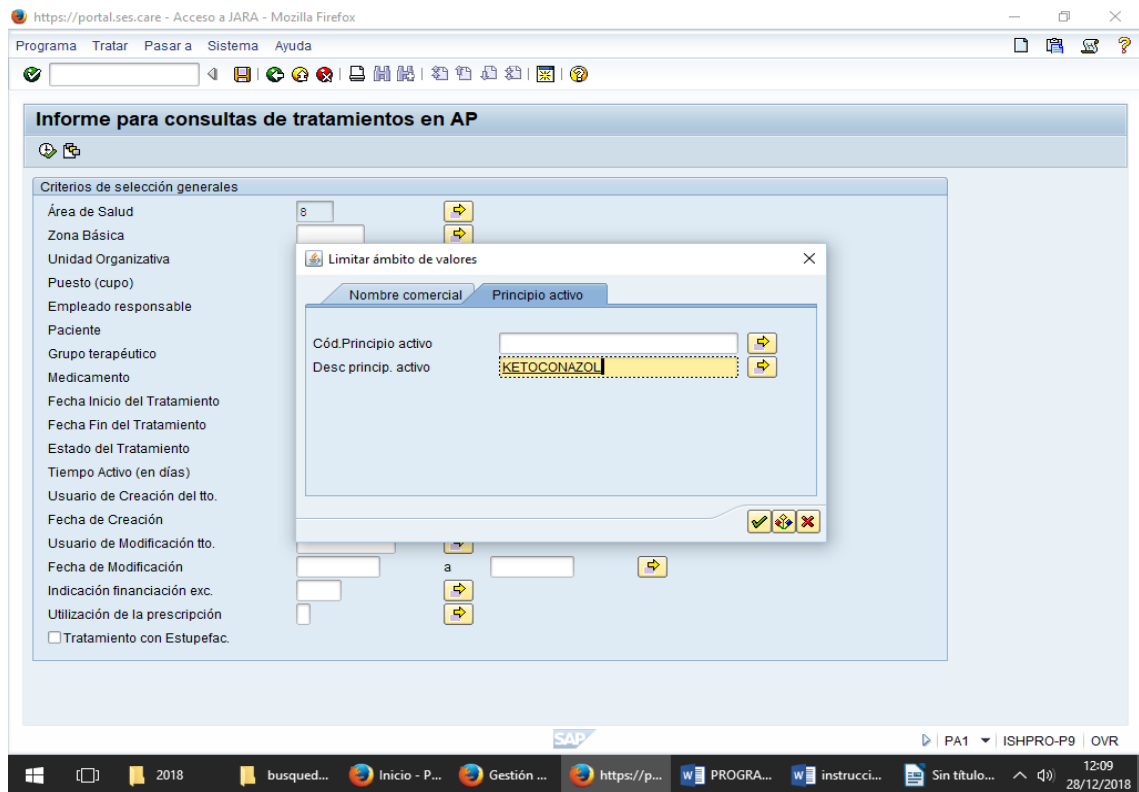 https://portal.ses.care - Acceso a JARA - Mozilla Firefox
Programa Tratar Pasar a Sistema Ayuda
Informe para consultas de tratamientos en AP
Criterios de selección generales
Área de Salud 8
Zona Básica
Unidad Organizativa
Puesto (cupo)
Empleado responsable
Paciente
Grupo terapéutico
Medicamento
Fecha Inicio del Tratamiento
Fecha Fin del Tratamiento
Estado del Tratamiento
Tiempo Activo (en días)
Usuario de Creación del tto.
Fecha de Creación
Usuario de Modificación tto.
Fecha de Modificación a
Indicación financiación exc.
Utilización de la prescripción
Tratamiento con Estupefac.
Limitar ámbito de valores
Nombre comercial Principio activo
Cód.Principio activo
Desc princip. activo KETOCONAZOL
SAP PA1 ISHPRO-P9 OVR
2018 busqued... Inicio - P... Gestión ... https://p... PROGRA... instrucci... Sin título... 12:09
28/12/2018